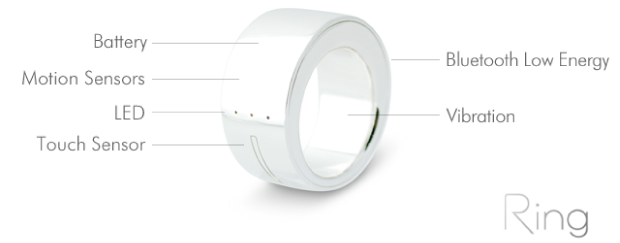 Battery
Motion Sensors
LED
Touch Sensor
Bluetooth Low Energy
Vibration
Ring